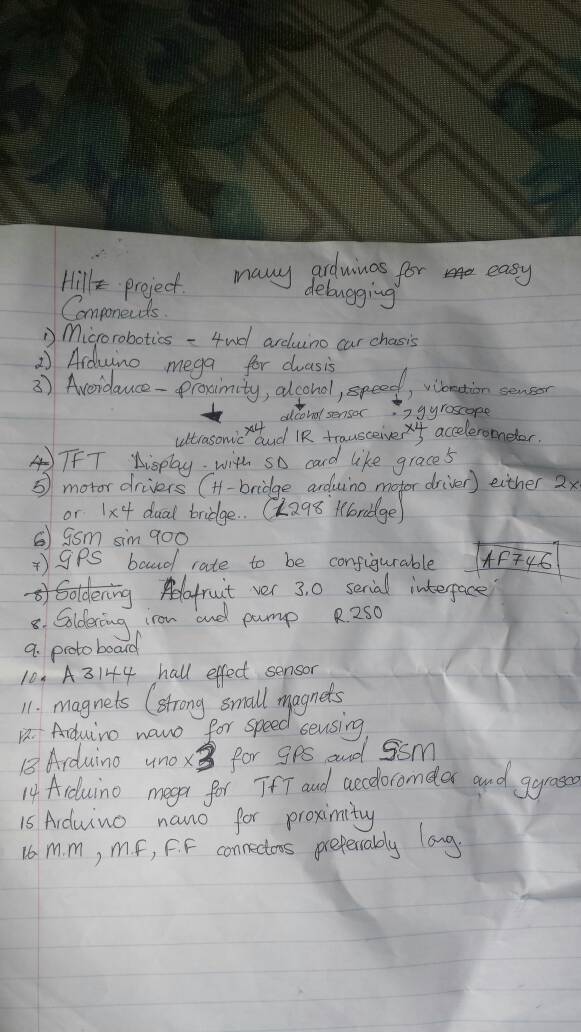 Hillz project. many arduinos for easy
debugging
Components.
1) Microrobotics - 4wd arduino car chasis
2) Arduino mega for chasis
3) Avoidance - proximity, alcohol, speed, vibration sensor
alcohol sensor gyroscope
ultrasonic x4 and IR transceiver x4, accelerometer.
4) TFT Display - with SD card like grace's
5) motor drivers (H-bridge arduino motor driver) either 2x
or 1x4 dual bridge.. (L298 Hbridge)
6) GSM sim 900
7) GPS baud rate to be configurable AF746
8) Soldering Adafruit ver 3.0 serial interface
8. Soldering iron and pump R.250
9. proto board
10. A3144 hall effect sensor
11. magnets (strong small magnets
12. Arduino nano for speed sensing
13 Arduino uno x3 for GPS and GSM
14 Arduino mega for TFT and accelorometor and gyrasco
15 Arduino nano for proximity
16 M.M, M.F, F.F connectors preferrably long.